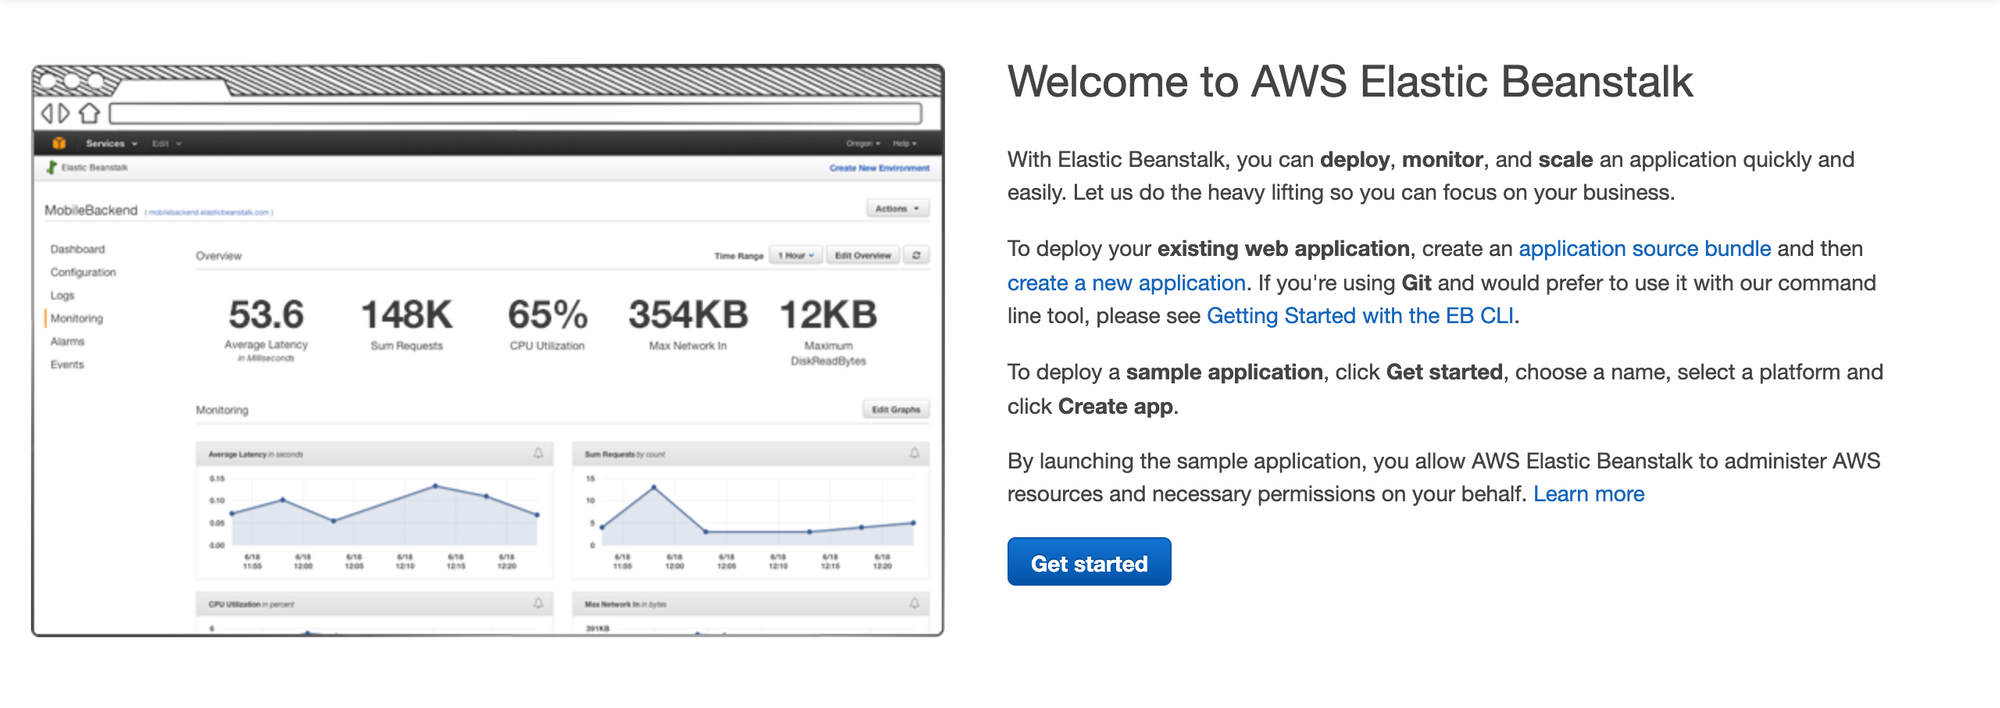 Services Edit Oregon Help
Elastic Beanstalk Create New Environment
MobileBackend ( mobilebackend.elasticbeanstalk.com ) Actions
Dashboard
Configuration
Logs
Monitoring
Alarms
Events
Overview Time Range 1 Hour Edit Overview
53.6 148K 65% 354KB 12KB
Average Latency Sum Requests CPU Utilization Max Network In Maximum
in Milliseconds DiskReadBytes
Monitoring Edit Graphs
Average Latency in seconds
0.15
0.10
0.05
0.00
6/18 6/18 6/18 6/18 6/18 6/18
11:55 12:00 12:05 12:10 12:15 12:20
Sum Requests by count
15
10
5
0
6/18 6/18 6/18 6/18 6/18 6/18
11:55 12:00 12:05 12:10 12:15 12:20
CPU Utilization in percent
6
Max Network In in bytes
391KB
Welcome to AWS Elastic Beanstalk
With Elastic Beanstalk, you can deploy, monitor, and scale an application quickly and
easily. Let us do the heavy lifting so you can focus on your business.
To deploy your existing web application, create an application source bundle and then
create a new application. If you're using Git and would prefer to use it with our command
line tool, please see Getting Started with the EB CLI.
To deploy a sample application, click Get started, choose a name, select a platform and
click Create app.
By launching the sample application, you allow AWS Elastic Beanstalk to administer AWS
resources and necessary permissions on your behalf. Learn more
Get started